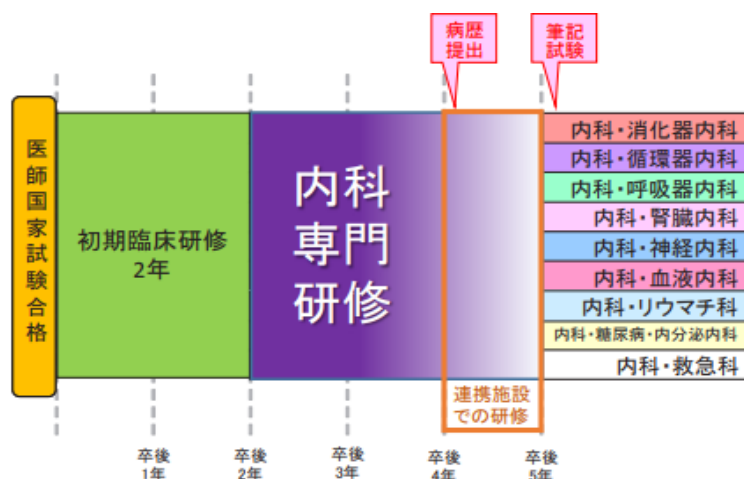 病歴
提出
筆記
試験
医師国家試験合格
初期臨床研修
2年
内科
専門
研修
内科・消化器内科
内科・循環器内科
内科・呼吸器内科
内科・腎臓内科
内科・神経内科
内科・血液内科
内科・リウマチ科
内科・糖尿病・内分泌内科
内科・救急科
連携施設
での研修
卒後
1年
卒後
2年
卒後
3年
卒後
4年
卒後
5年